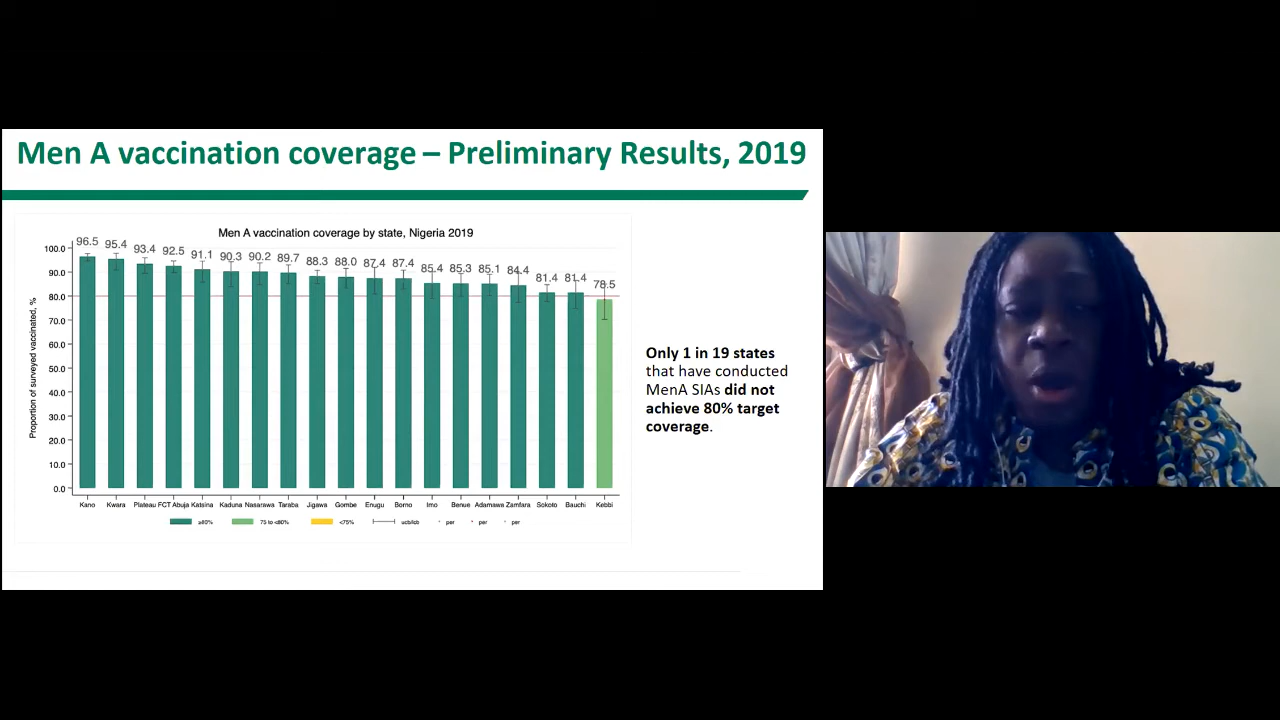 Men A vaccination coverage – Preliminary Results, 2019
Men A vaccination coverage by state, Nigeria 2019
Proportion of surveyed vaccinated, %
100.0
90.0
80.0
70.0
60.0
50.0
40.0
30.0
20.0
10.0
0.0
96.5 95.4 93.4 92.5 91.1 90.3 90.2 89.7 88.3 88.0 87.4 87.4 85.4 85.3 85.1 84.4 81.4 81.4 78.5
Kano Kwara Plateau FCT Abuja Katsina Kaduna Nasarawa Taraba Jigawa Gombe Enugu Borno Imo Benue Adamawa Zamfara Sokoto Bauchi Kebbi
≥80% 75 to <80% <75% ucb/lcb per per per
Only 1 in 19 states
that have conducted
MenA SIAs did not
achieve 80% target
coverage.